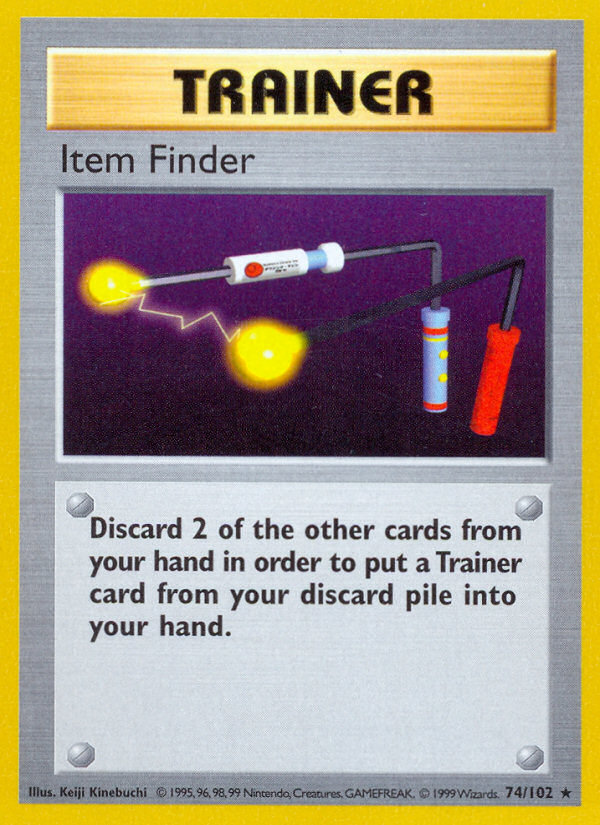 TRAINER
Item Finder
Discard 2 of the other cards from
your hand in order to put a Trainer
card from your discard pile into
your hand.
Illus. Keiji Kinebuchi © 1995, 96, 98, 99 Nintendo, Creatures, GAMEFREAK. © 1999 Wizards. 74/102 ★